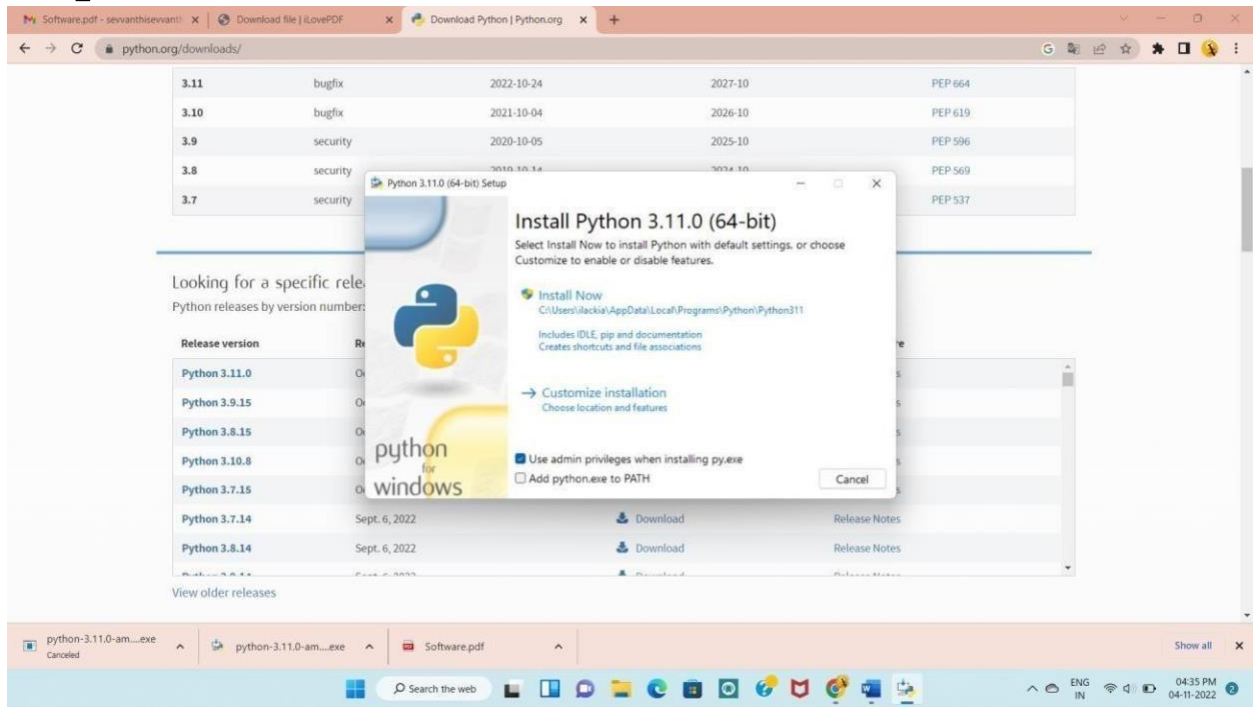 Software.pdf - sevvanthisevvanthi
Download file | iLovePDF
Download Python | Python.org
python.org/downloads/
3.11 bugfix 2022-10-24 2027-10 PEP 664
3.10 bugfix 2021-10-04 2026-10 PEP 619
3.9 security 2020-10-05 2025-10 PEP 596
3.8 security 2019-10-14 2024-10 PEP 569
3.7 security PEP 537
Python 3.11.0 (64-bit) Setup
Install Python 3.11.0 (64-bit)
Select Install Now to install Python with default settings, or choose
Customize to enable or disable features.
Install Now
C:\Users\ilackia\AppData\Local\Programs\Python\Python311
Includes IDLE, pip and documentation
Creates shortcuts and file associations
Customize installation
Choose location and features
Use admin privileges when installing py.exe
Add python.exe to PATH
Cancel
python
for
windows
Looking for a specific rele
Python releases by version number:
Release version
Python 3.11.0
Python 3.9.15
Python 3.8.15
Python 3.10.8
Python 3.7.15
Python 3.7.14 Sept. 6, 2022 Download Release Notes
Python 3.8.14 Sept. 6, 2022 Download Release Notes
View older releases
python-3.11.0-am....exe
Canceled
python-3.11.0-am....exe
Software.pdf
Show all
Search the web
ENG
IN
04:35 PM
04-11-2022
2